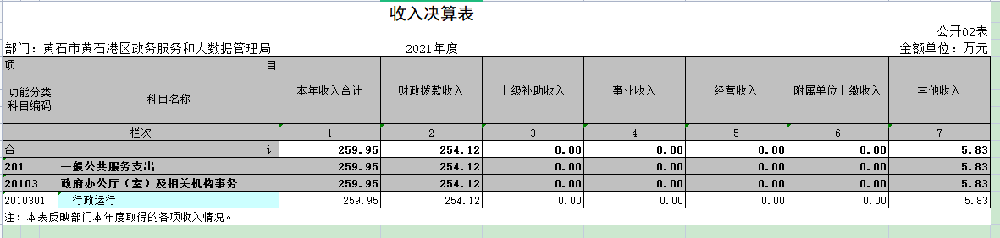 收入决算表
公开02表
部门：黄石市黄石港区政务服务和大数据管理局 2021年度 金额单位：万元
项 目
功能分类科目编码 科目名称 本年收入合计 财政拨款收入 上级补助收入 事业收入 经营收入 附属单位上缴收入 其他收入
栏次 1 2 3 4 5 6 7
合 计 259.95 254.12 0.00 0.00 0.00 0.00 5.83
201 一般公共服务支出 259.95 254.12 0.00 0.00 0.00 0.00 5.83
20103 政府办公厅（室）及相关机构事务 259.95 254.12 0.00 0.00 0.00 0.00 5.83
2010301 行政运行 259.95 254.12 0.00 0.00 0.00 0.00 5.83
注：本表反映部门本年度取得的各项收入情况。